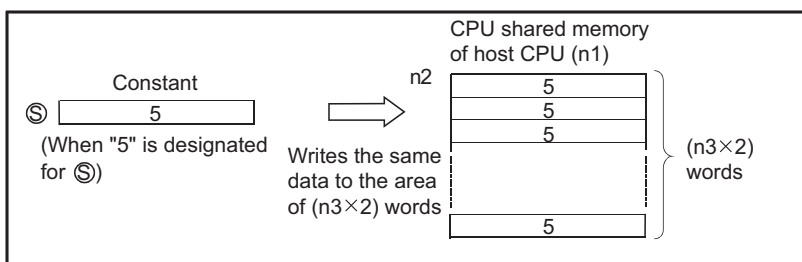 CPU shared memory
of host CPU (n1)
Constant
n2
Ⓢ 5
5
5
5
(When "5" is designated
for Ⓢ)
Writes the same
data to the area
of (n3×2) words
(n3×2)
words
5